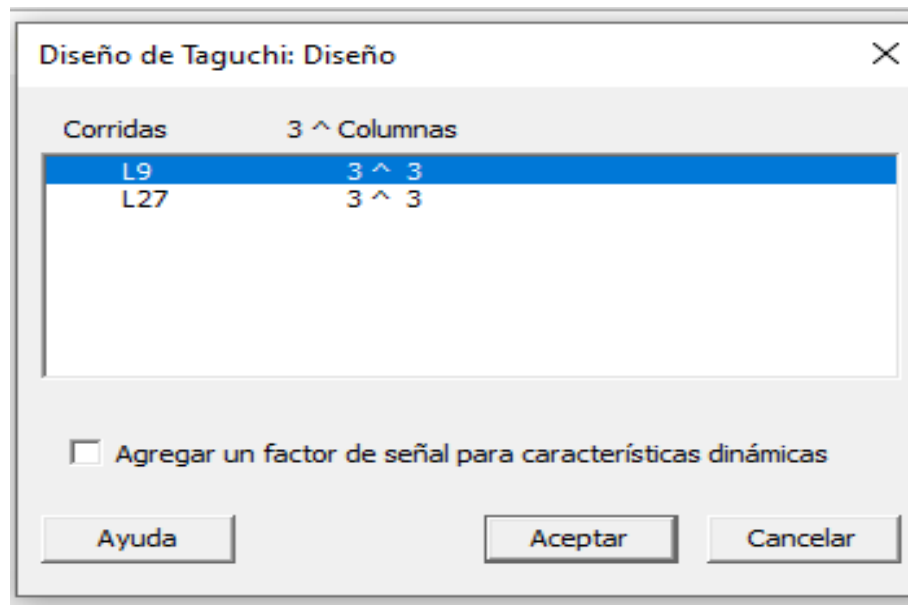 Diseño de Taguchi: Diseño
Corridas 3 ^ Columnas
L9 3 ^ 3
L27 3 ^ 3
Agregar un factor de señal para características dinámicas
Ayuda Aceptar Cancelar